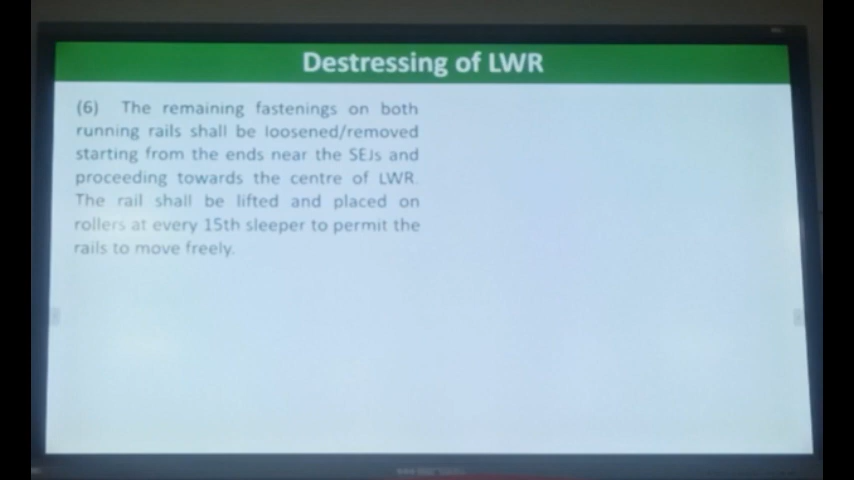 Destressing of LWR
(6) The remaining fastenings on both
running rails shall be loosened/removed
starting from the ends near the SEJs and
proceeding towards the centre of LWR.
The rail shall be lifted and placed on
rollers at every 15th sleeper to permit the
rails to move freely.